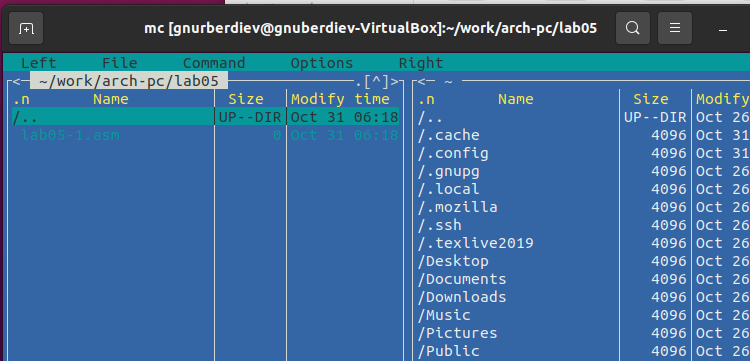 mc [gnurberdiev@gnuberdiev-VirtualBox]:~/work/arch-pc/lab05
Left File Command Options Right
<— ~/work/arch-pc/lab05 .[^]>
.n Name Size Modify time
/.. UP--DIR Oct 31 06:18
lab05-1.asm 0 Oct 31 06:18
<— ~
.n Name Size Modify
/.. UP--DIR Oct 26
/.cache 4096 Oct 31
/.config 4096 Oct 31
/.gnupg 4096 Oct 26
/.local 4096 Oct 26
/.mozilla 4096 Oct 26
/.ssh 4096 Oct 26
/.texlive2019 4096 Oct 26
/Desktop 4096 Oct 26
/Documents 4096 Oct 26
/Downloads 4096 Oct 26
/Music 4096 Oct 26
/Pictures 4096 Oct 26
/Public 4096 Oct 26